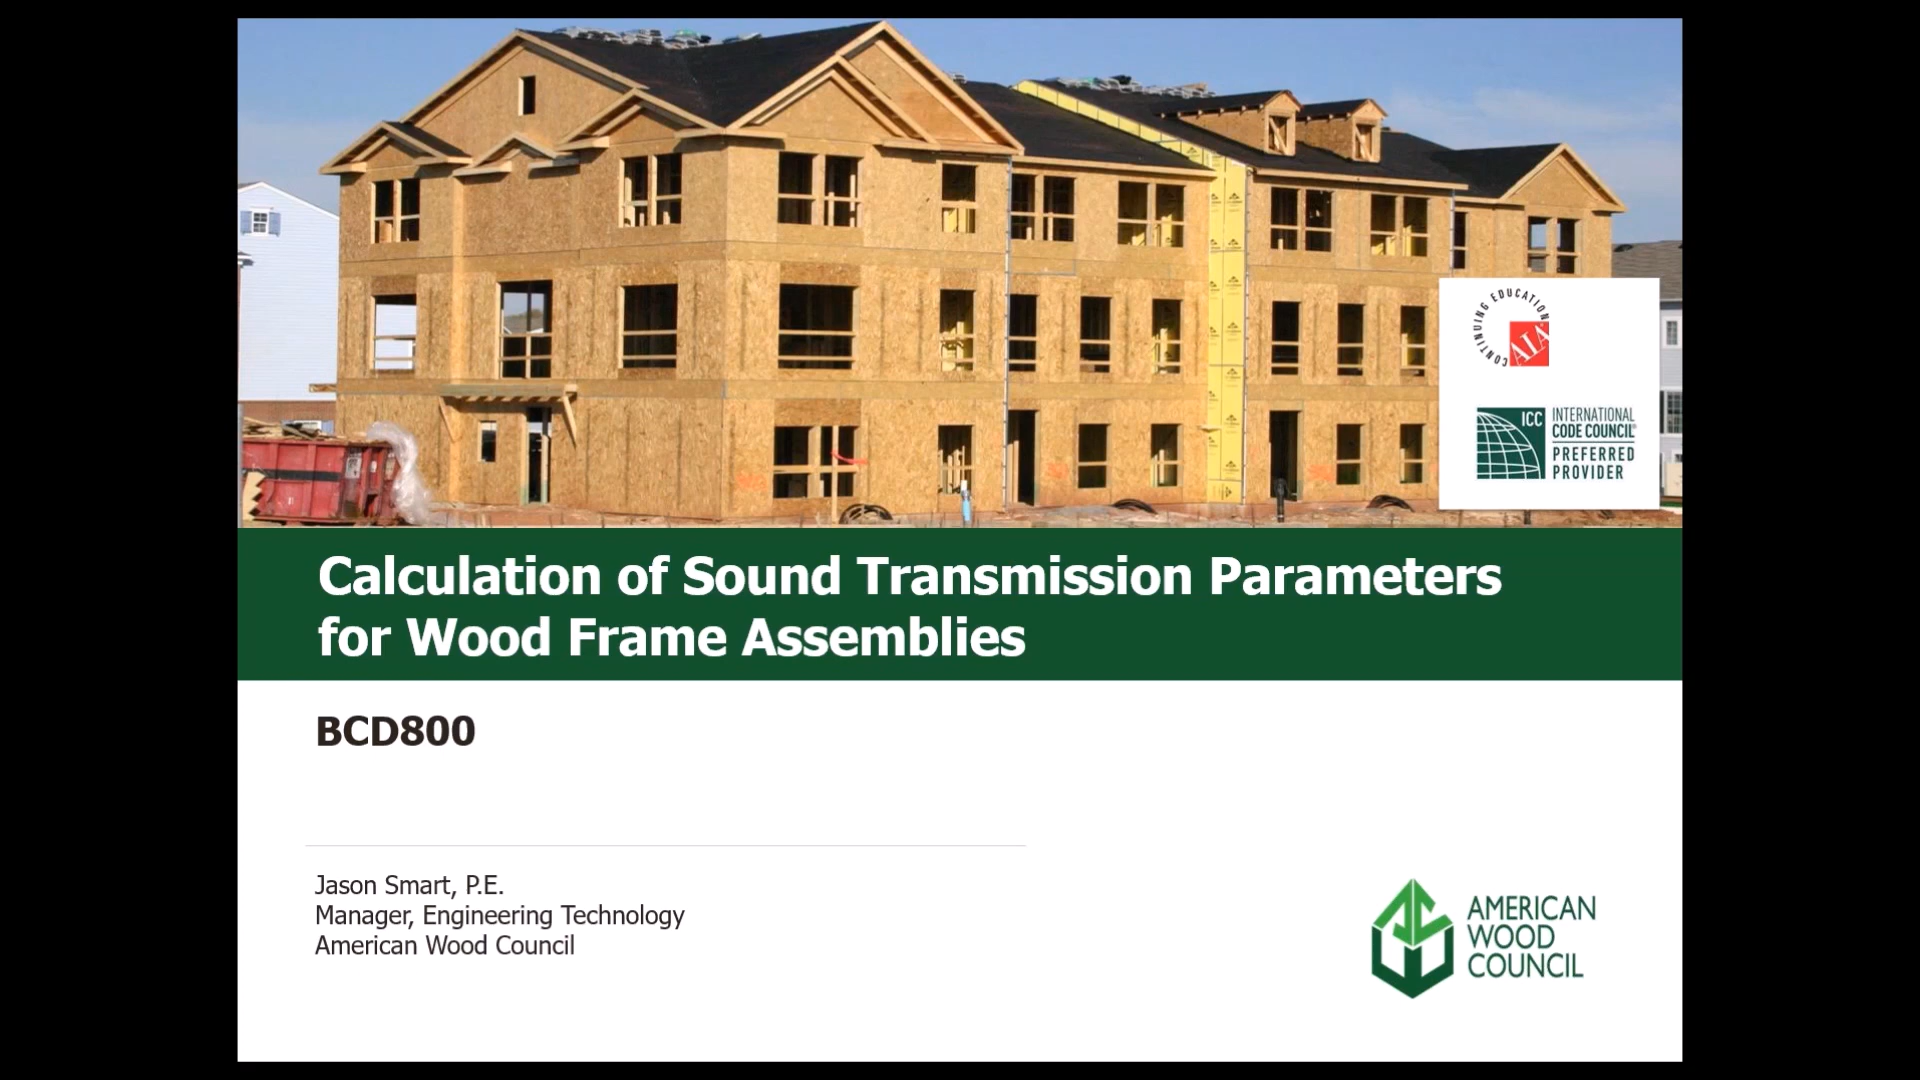 CONTINUING EDUCATION
AIA
ICC
INTERNATIONAL
CODE COUNCIL®
PREFERRED
PROVIDER
Calculation of Sound Transmission Parameters
for Wood Frame Assemblies
BCD800
Jason Smart, P.E.
Manager, Engineering Technology
American Wood Council
AMERICAN
WOOD
COUNCIL